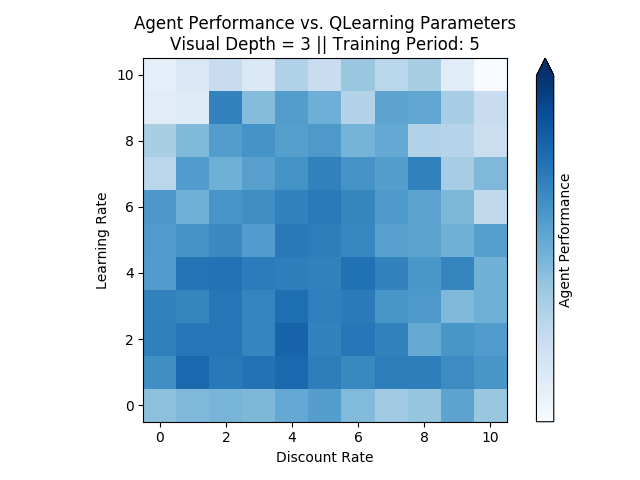 Agent Performance vs. QLearning Parameters
Visual Depth = 3 || Training Period: 5
10
8
6
4
2
0
Learning Rate
0 2 4 6 8 10
Discount Rate
Agent Performance